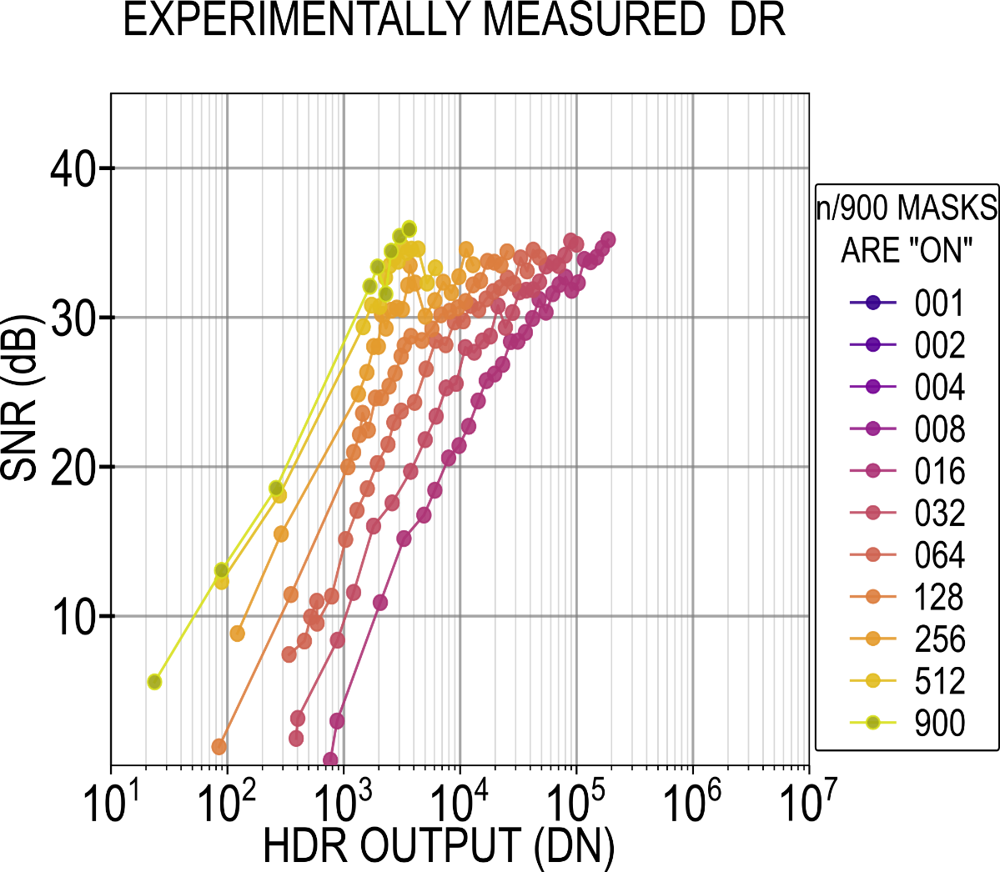 EXPERIMENTALLY MEASURED DR
40
30
20
10
SNR (dB)
10^1 10^2 10^3 10^4 10^5 10^6 10^7
HDR OUTPUT (DN)
n/900 MASKS
ARE "ON"
001
002
004
008
016
032
064
128
256
512
900